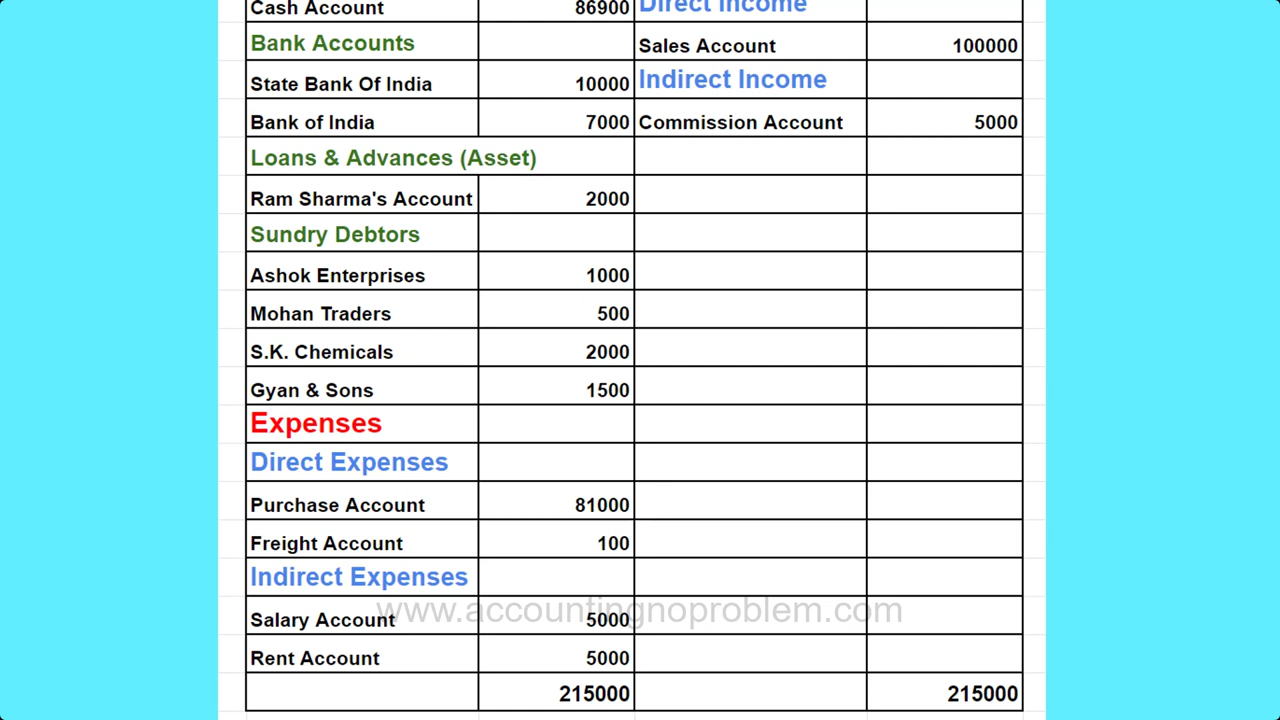 Cash Account 86900 Direct Income
Bank Accounts Sales Account 100000
State Bank Of India 10000 Indirect Income
Bank of India 7000 Commission Account 5000
Loans & Advances (Asset)
Ram Sharma's Account 2000
Sundry Debtors
Ashok Enterprises 1000
Mohan Traders 500
S.K. Chemicals 2000
Gyan & Sons 1500
Expenses
Direct Expenses
Purchase Account 81000
Freight Account 100
Indirect Expenses
www.accountingnoproblem.com
Salary Account 5000
Rent Account 5000
215000 215000